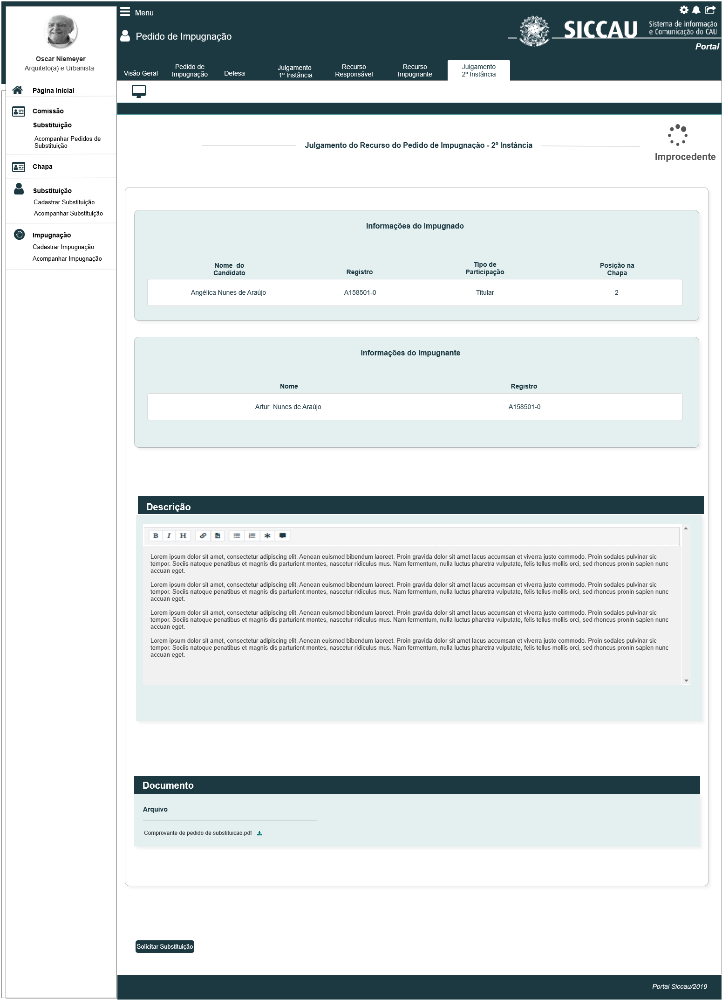 Menu
Pedido de Impugnação
SICCAU
Sistema de informação
e Comunicação do CAU
Portal
Oscar Niemeyer
Arquiteto(a) e Urbanista
Página Inicial
Comissão
Substituição
Acompanhar Pedidos de
Substituição
Chapa
Substituição
Cadastrar Substituição
Acompanhar Substituição
Impugnação
Cadastrar Impugnação
Acompanhar Impugnação
Visão Geral
Pedido de
Impugnação
Defesa
Julgamento
1º Instância
Recurso
Responsável
Recurso
Impugnante
Julgamento
2º Instância
Julgamento do Recurso do Pedido de Impugnação - 2º Instância
Improcedente
Informações do Impugnado
Nome  do
Candidato
Registro
Tipo de
Participação
Posição na
Chapa
Angélica Nunes de Araújo
A158501-0
Titular
2
Informações do Impugnante
Nome
Registro
Artur  Nunes de Araújo
A158501-0
Descrição
B I H
Lorem ipsum dolor sit amet, consectetur adipiscing elit. Aenean euismod bibendum laoreet. Proin gravida dolor sit amet lacus accumsan et viverra justo commodo. Proin sodales pulvinar sic
tempor. Sociis natoque penatibus et magnis dis parturient montes, nascetur ridiculus mus. Nam fermentum, nulla luctus pharetra vulputate, felis tellus mollis orci, sed rhoncus pronin sapien nunc
accuan eget.
Lorem ipsum dolor sit amet, consectetur adipiscing elit. Aenean euismod bibendum laoreet. Proin gravida dolor sit amet lacus accumsan et viverra justo commodo. Proin sodales pulvinar sic
tempor. Sociis natoque penatibus et magnis dis parturient montes, nascetur ridiculus mus. Nam fermentum, nulla luctus pharetra vulputate, felis tellus mollis orci, sed rhoncus pronin sapien nunc
accuan eget.
Lorem ipsum dolor sit amet, consectetur adipiscing elit. Aenean euismod bibendum laoreet. Proin gravida dolor sit amet lacus accumsan et viverra justo commodo. Proin sodales pulvinar sic
tempor. Sociis natoque penatibus et magnis dis parturient montes, nascetur ridiculus mus. Nam fermentum, nulla luctus pharetra vulputate, felis tellus mollis orci, sed rhoncus pronin sapien nunc
accuan eget.
Lorem ipsum dolor sit amet, consectetur adipiscing elit. Aenean euismod bibendum laoreet. Proin gravida dolor sit amet lacus accumsan et viverra justo commodo. Proin sodales pulvinar sic
tempor. Sociis natoque penatibus et magnis dis parturient montes, nascetur ridiculus mus. Nam fermentum, nulla luctus pharetra vulputate, felis tellus mollis orci, sed rhoncus pronin sapien nunc
accuan eget.
Documento
Arquivo
Comprovante de pedido de substituicao.pdf
Solicitar Substituição
Portal Siccau/2019